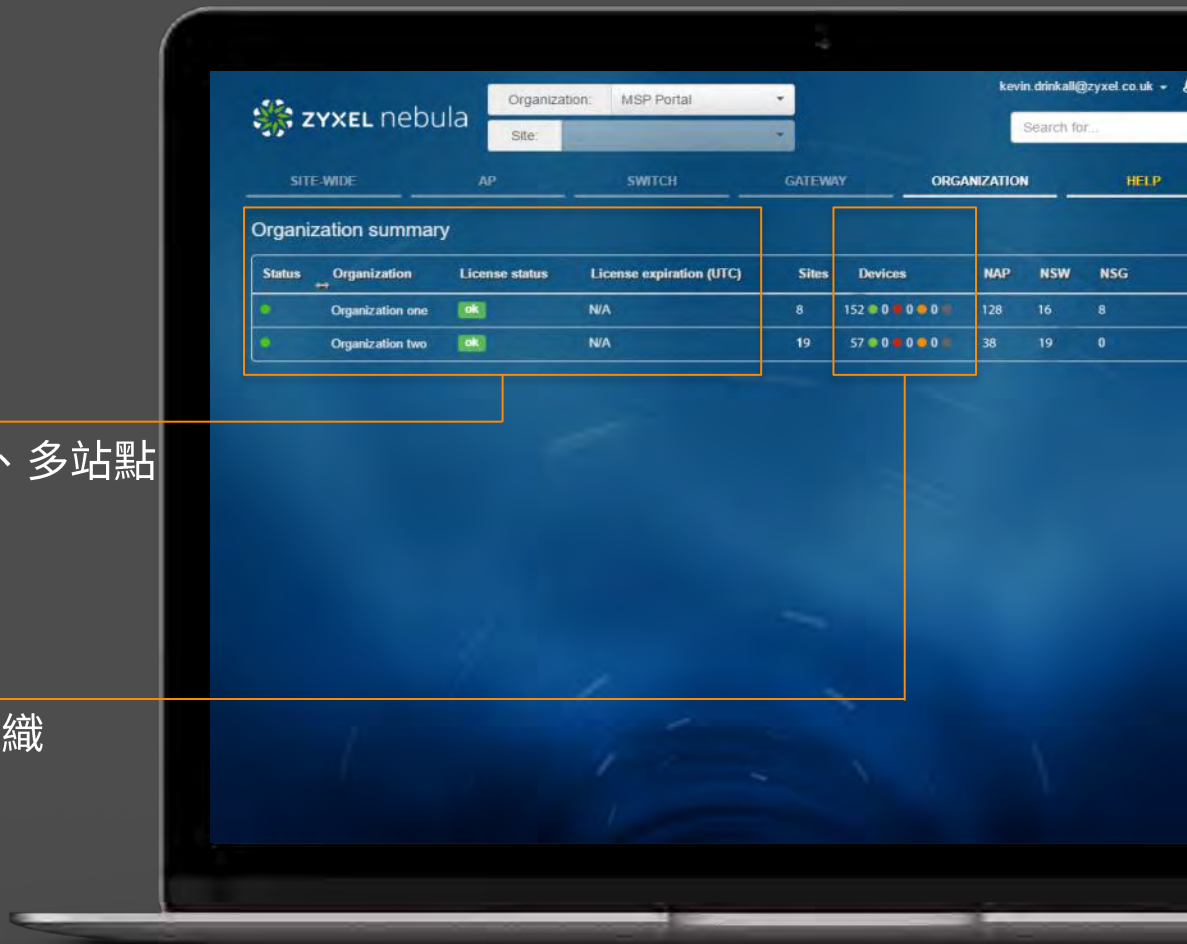 kevin.drinkall@zyxel.co.uk
Organization: MSP Portal
ZYXEL nebula
Site:
Search for...
SITE-WIDE AP SWITCH GATEWAY ORGANIZATION HELP
Organization summary
Status Organization License status License expiration (UTC) Sites Devices NAP NSW NSG
Organization one ok N/A 8 152 0 0 0 128 16 8
Organization two ok N/A 19 57 0 0 0 38 19 0
、多站點
織